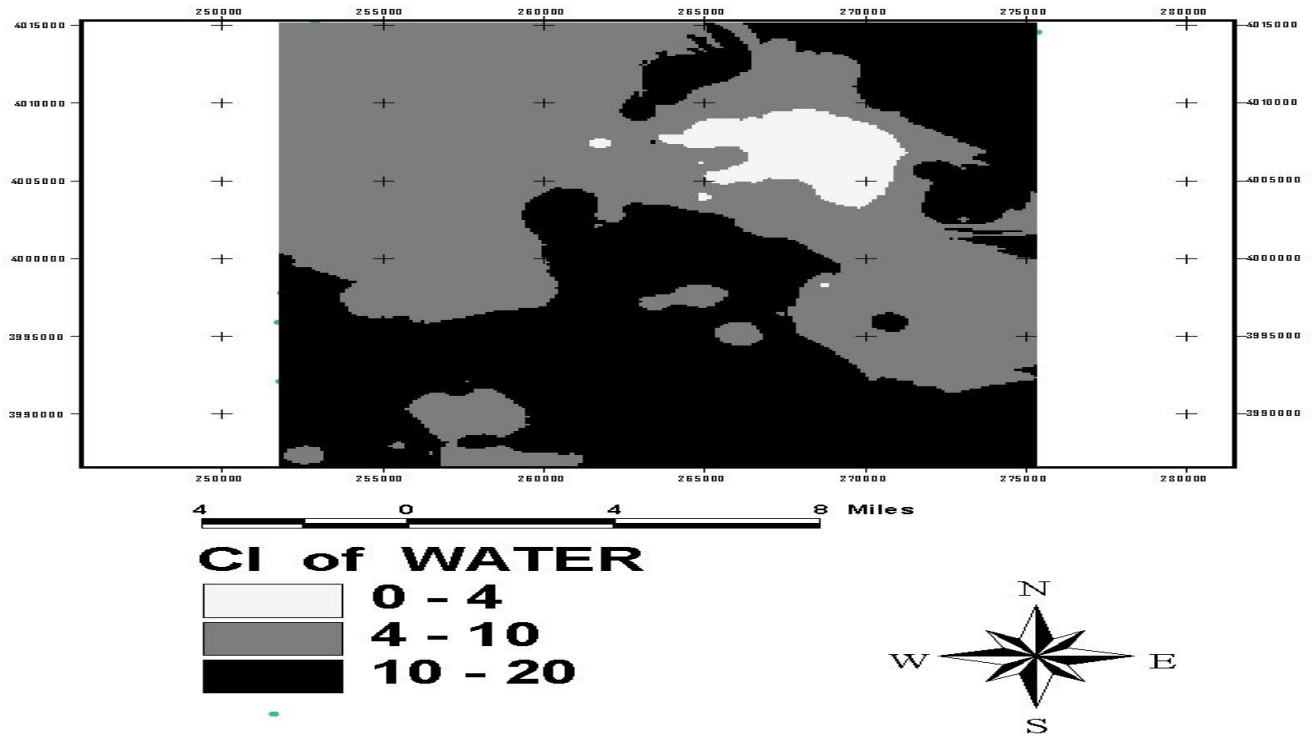 250000 255000 260000 265000 270000 275000 280000
4015000 4015000
4010000 4010000
4005000 4005000
4000000 4000000
3995000 3995000
3990000 3990000
250000 255000 260000 265000 270000 275000 280000
4 0 4 8 Miles
Cl of WATER
0 - 4
4 - 10
10 - 20
N
W E
S